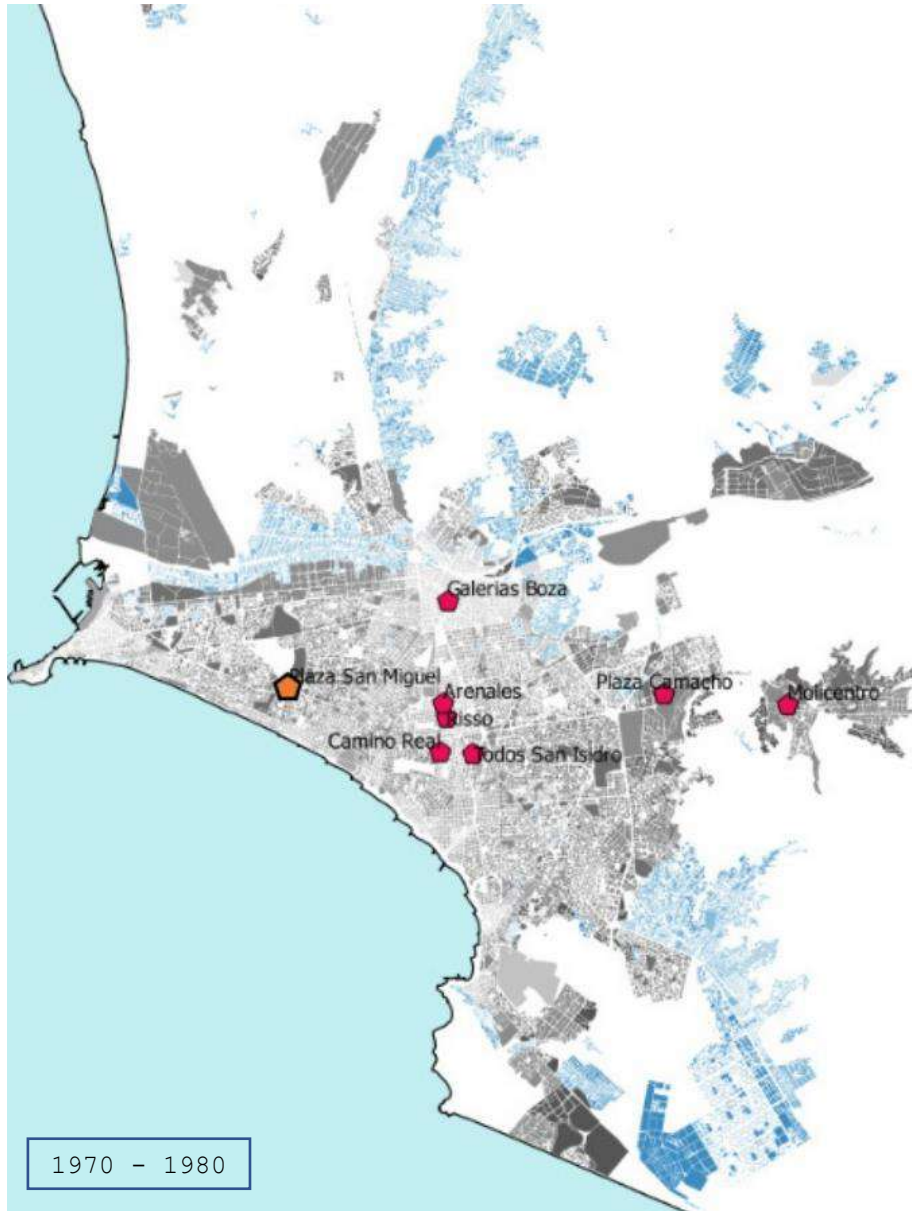 Galerias Boza
Plaza San Miguel
Arenales
Plaza Camacho
Molicentro
Risso
Camino Real
Todos San Isidro
1970 - 1980